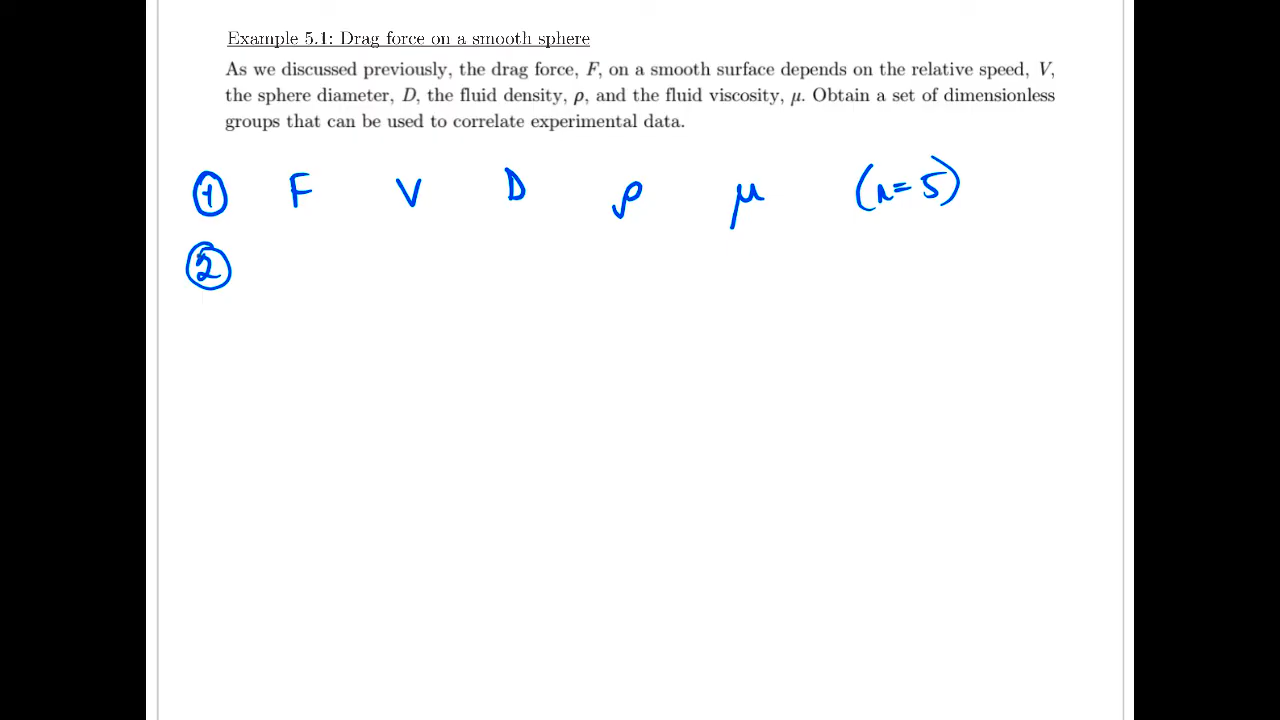 Example 5.1: Drag force on a smooth sphere
As we discussed previously, the drag force, F, on a smooth surface depends on the relative speed, V,
the sphere diameter, D, the fluid density, ρ, and the fluid viscosity, μ. Obtain a set of dimensionless
groups that can be used to correlate experimental data.
① F V D ρ μ (n=5)
②